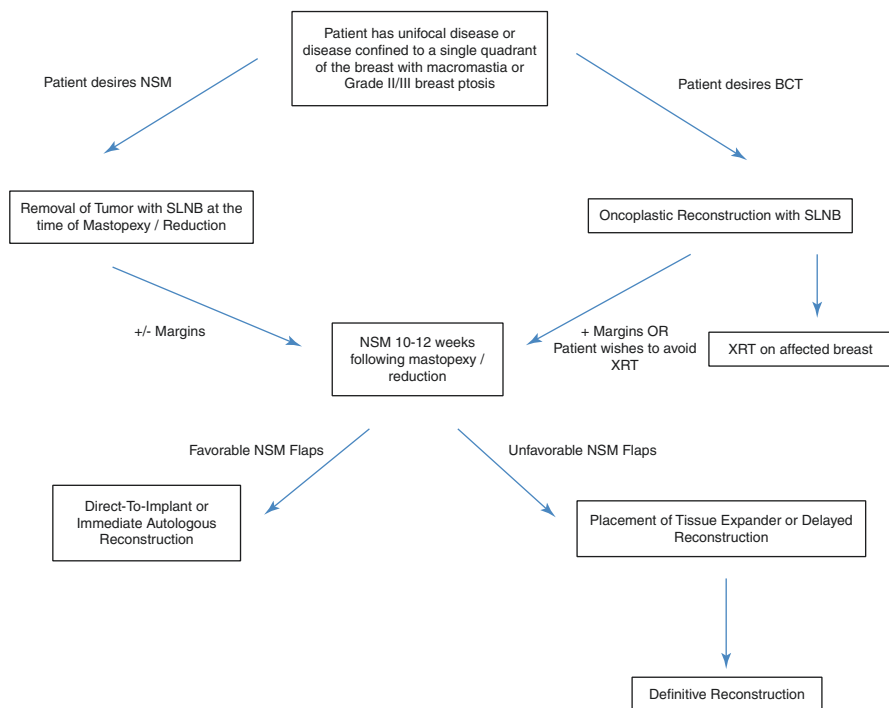 Patient has unifocal disease or
disease confined to a single quadrant
of the breast with macromastia or
Grade II/III breast ptosis
Patient desires NSM
Patient desires BCT
Removal of Tumor with SLNB at the
time of Mastopexy / Reduction
Oncoplastic Reconstruction with SLNB
+/- Margins
NSM 10-12 weeks
following mastopexy /
reduction
+ Margins OR
Patient wishes to avoid
XRT
XRT on affected breast
Favorable NSM Flaps
Unfavorable NSM Flaps
Direct-To-Implant or
Immediate Autologous
Reconstruction
Placement of Tissue Expander or Delayed
Reconstruction
Definitive Reconstruction